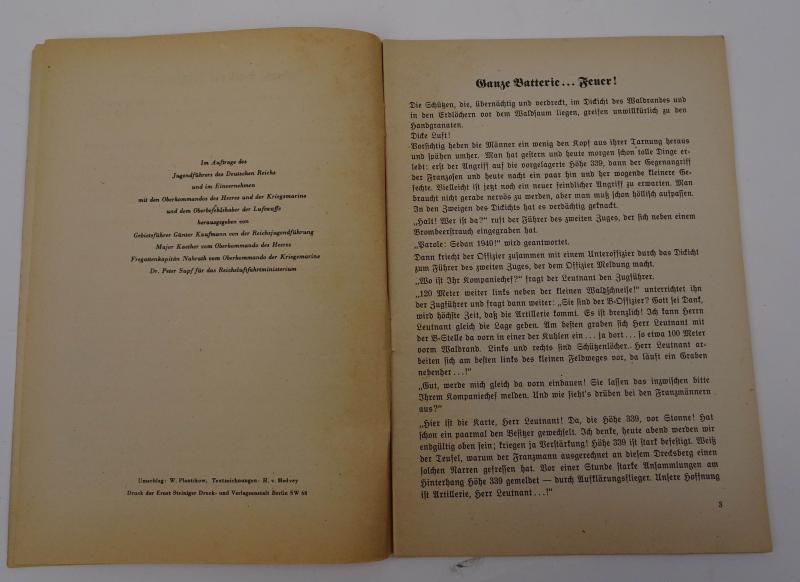 Im Auftrage des
Jugendführers des Deutschen Reichs
und im Einvernehmen
mit den Oberkommandos des Heeres und der Kriegsmarine
und dem Oberbefehlshaber der Luftwaffe
herausgegeben von
Gebietsführer Günter Kaufmann von der Reichsjugendführung
Major Kaether vom Oberkommando des Heeres
Fregattenkapitän Nahrath vom Oberkommando der Kriegsmarine
Dr. Peter Supf für das Reichsluftfahrtministerium
Umschlag: W. Plantikow, Textzeichnungen: H. v. Medvey
Druck der Ernst Steiniger Druck- und Verlagsanstalt Berlin SW 68
Ganze Batterie... Feuer!
Die Schützen, die, übernächtig und verdreckt, im Dickicht des Waldrandes und
in den Erdlöchern vor dem Waldsaum liegen, greifen unwillkürlich zu den
Handgranaten.
Dicke Luft!
Vorsichtig heben die Männer ein wenig den Kopf aus ihrer Tarnung heraus
und spähen umher. Man hat gestern und heute morgen schon tolle Dinge er-
lebt: erst der Angriff auf die vorgelagerte Höhe 339, dann der Gegenangriff
der Franzosen und heute nacht ein paar hin und her wogende kleinere Ge-
fechte. Vielleicht ist jetzt noch ein neuer feindlicher Angriff zu erwarten. Man
braucht nicht gerade nervös zu werden, aber man muß schon höllisch aufpassen.
In den Zweigen des Dickichts hat es verdächtig geknackt.
„Halt! Wer ist da?“ ruft der Führer des zweiten Zuges, der sich neben einem
Brombeerstrauch eingegraben hat.
„Parole: Sedan 1940!“ wird geantwortet.
Dann kriecht der Offizier zusammen mit einem Unteroffizier durch das Dickicht
zum Führer des zweiten Zuges, der dem Offizier Meldung macht.
„Wo ist Ihr Kompaniechef?“ fragt der Leutnant den Zugführer.
„120 Meter weiter links neben der kleinen Waldschneise!“ unterrichtet ihn
der Zugführer und fragt dann weiter: „Sie sind der B-Offizier? Gott sei Dank,
wird höchste Zeit, daß die Artillerie kommt. Es ist brenzlich! Ich kann Herrn
Leutnant gleich die Lage geben. Am besten graben sich Herr Leutnant mit
der B-Stelle da vorn in einer der Kuhlen ein... ja dort... so etwa 100 Meter
vorm Waldrand. Links und rechts sind Schützenlöcher. Herr Leutnant ar-
beiten sich am besten links des kleinen Feldweges vor, da läuft ein Graben
nebenher...!“
„Gut, werde mich gleich da vorn einbauen! Sie lassen das inzwischen bitte
Ihrem Kompaniechef melden. Und wie sieht's drüben bei den Franzmännern
aus?“
„Hier ist die Karte, Herr Leutnant! Da, die Höhe 339, vor Stonne! Hat
schon ein paarmal den Besitzer gewechselt. Ich denke, heute abend werden wir
endgültig oben sein; kriegen ja Verstärkung! Höhe 339 ist stark befestigt. Weiß
der Teufel, warum der Franzmann ausgerechnet an diesem Drecksberg einen
solchen Narren gefressen hat. Vor einer Stunde starke Ansammlungen am
Hinterhang Höhe 339 gemeldet — durch Aufklärungsflieger. Unsere Hoffnung
ist Artillerie, Herr Leutnant...!“
3